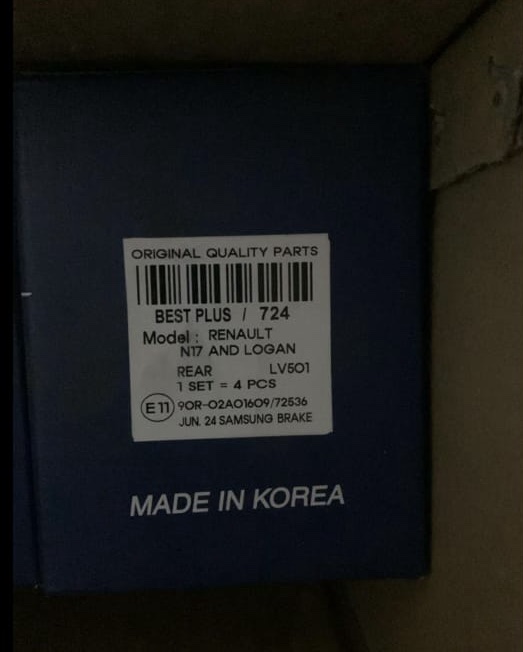 ORIGINAL QUALITY PARTS
BEST PLUS / 724
Model : RENAULT
N17 AND LOGAN
REAR LV501
1 SET = 4 PCS
E11 90R-02A01609/72536
JUN. 24 SAMSUNG BRAKE
MADE IN KOREA